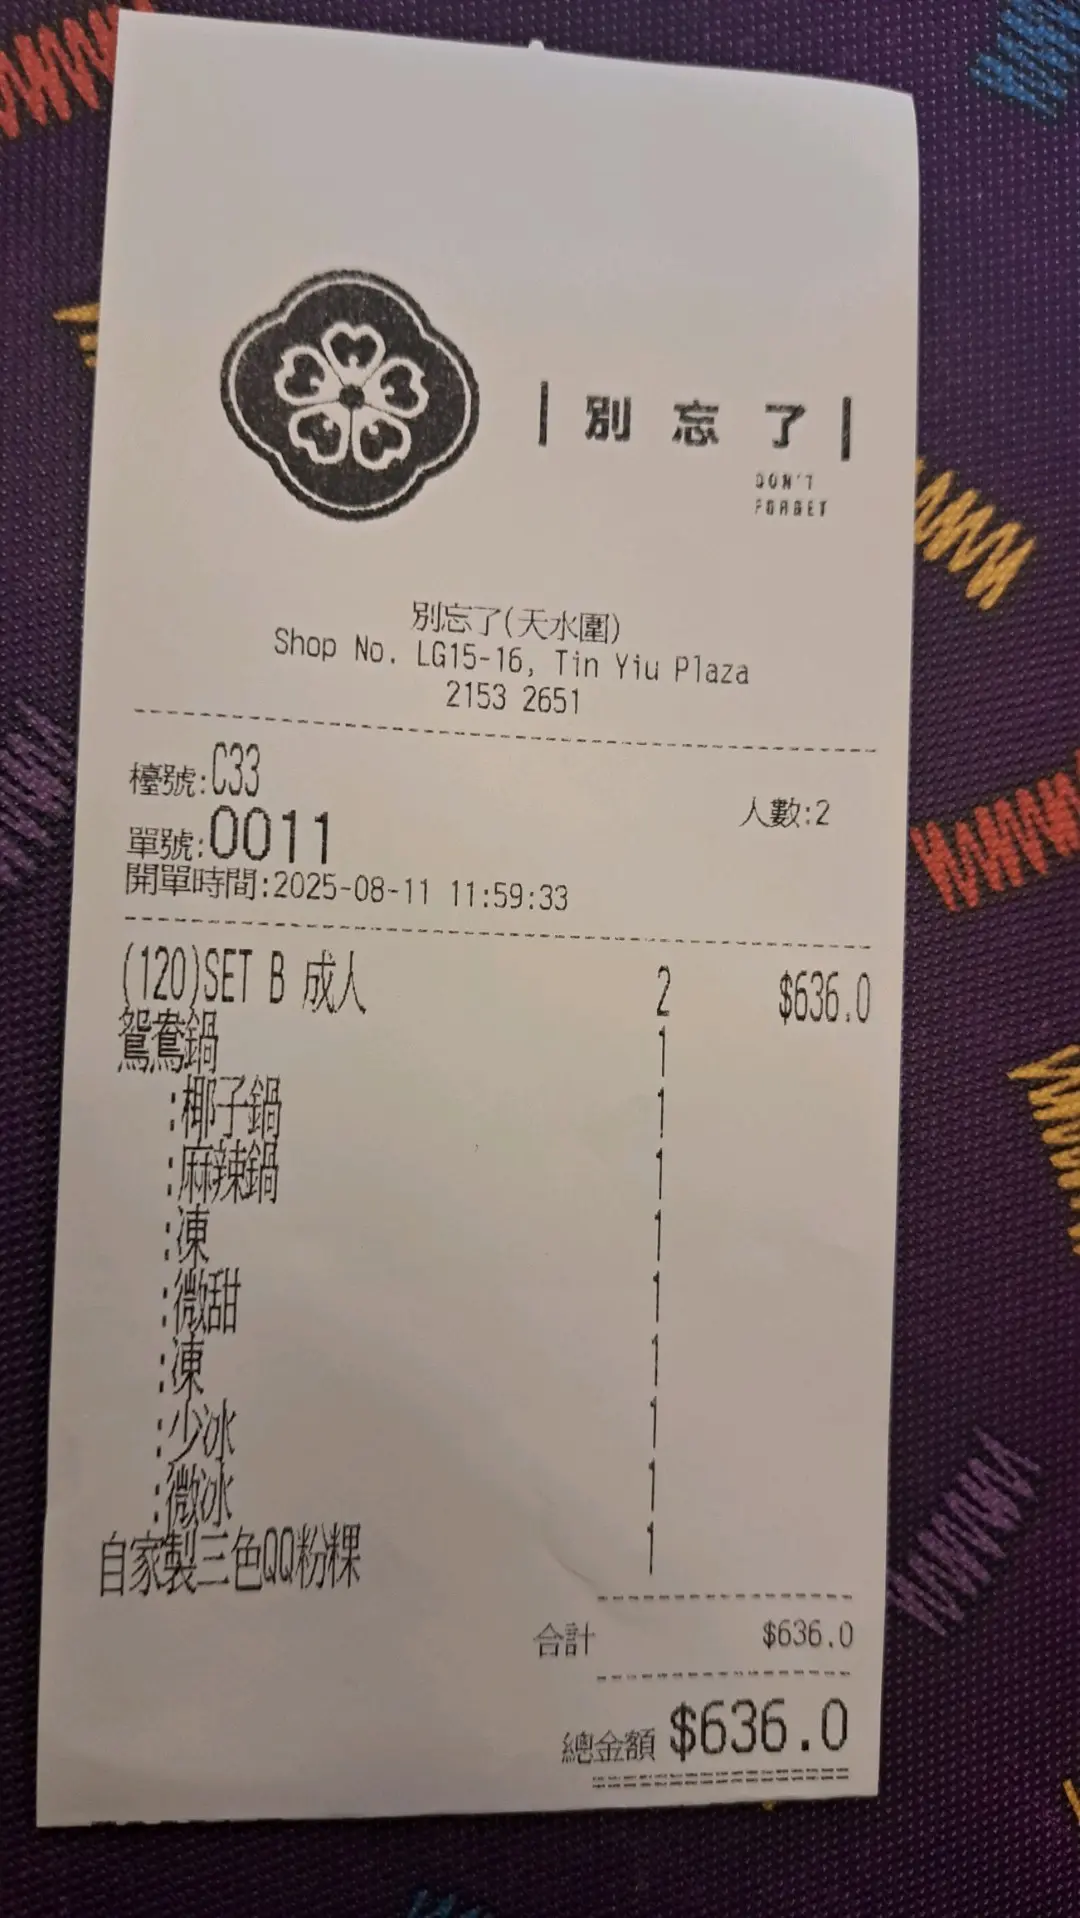 別忘了
DON'T
FORGET
別忘了(天水圍)
Shop No. LG15-16, Tin Yiu Plaza
2153 2651
檯號:C33
人數:2
單號:0011
開單時間:2025-08-11 11:59:33
(120)SET B 成人 2 $636.0
鴛鴦鍋 1
:椰子鍋 1
:麻辣鍋 1
:凍 1
:微甜 1
:凍 1
:少冰 1
:微冰 1
自家製三色QQ粉粿 1
合計 $636.0
總金額 $636.0